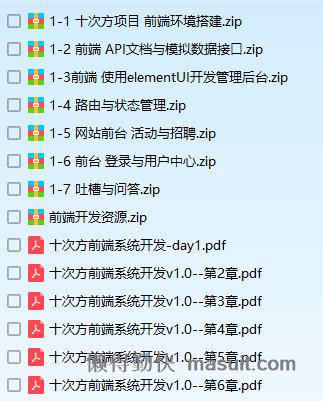 1-1 十次方项目 前端环境搭建.zip
1-2 前端 API文档与模拟数据接口.zip
1-3前端 使用elementUI开发管理后台.zip
1-4 路由与状态管理.zip
1-5 网站前台 活动与招聘.zip
1-6 前台 登录与用户中心.zip
1-7 吐槽与问答.zip
前端开发资源.zip
十次方前端系统开发-day1.pdf
十次方前端系统开发v1.0--第2章.pdf
十次方前端系统开发v1.0--第3章.pdf
十次方前端系统开发v1.0--第4章.pdf
十次方前端系统开发v1.0--第5章.pdf
懒得勤快 masuit.com
十次方前端系统开发v1.0--第6章.pdf